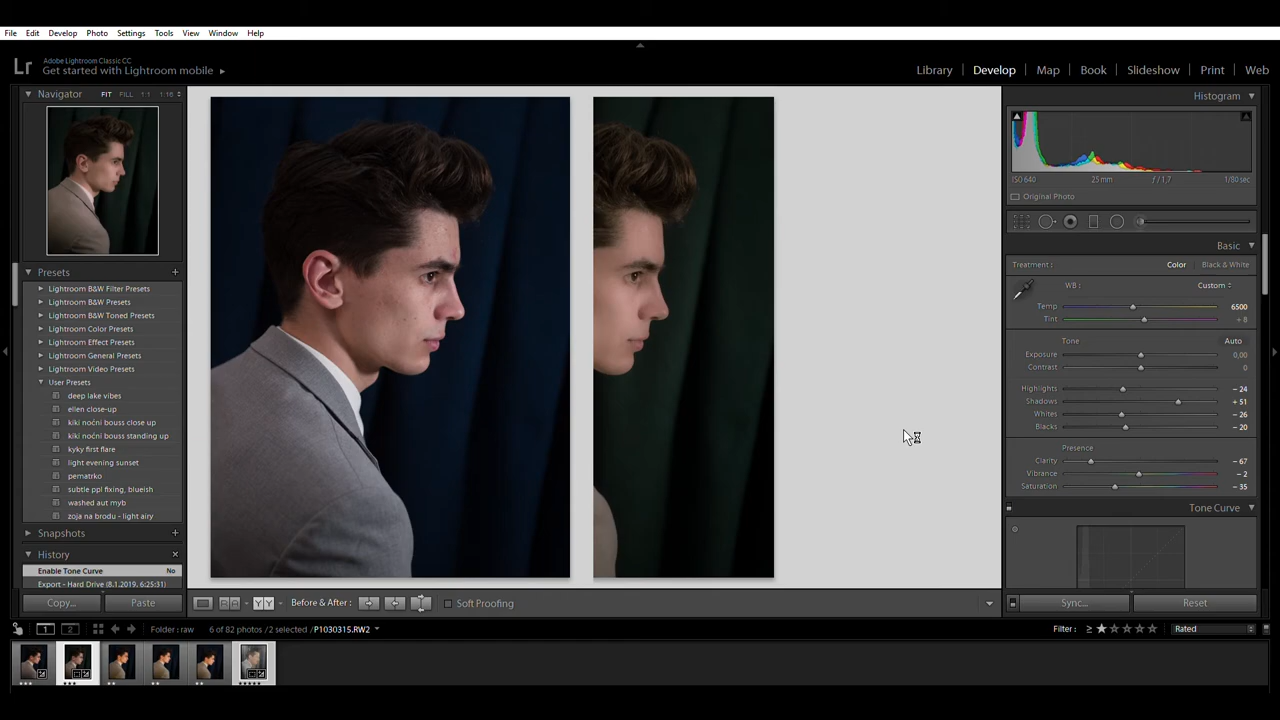 File Edit Develop Photo Settings Tools View Window Help
Lr
Adobe Lightroom Classic CC
Get started with Lightroom mobile
Library Develop Map Book Slideshow Print Web
Navigator FIT FILL 1:1 1:16
Presets
Lightroom B&W Filter Presets
Lightroom B&W Presets
Lightroom B&W Toned Presets
Lightroom Color Presets
Lightroom Effect Presets
Lightroom General Presets
Lightroom Video Presets
User Presets
deep lake vibes
ellen close-up
kiki noćni bouss close up
kiki noćni bouss standing up
kyky first flare
light evening sunset
pematrko
subtle ppl fixing, blueish
washed aut myb
zoja na brodu - light airy
Snapshots
History
Enable Tone Curve No
Export - Hard Drive (8.1.2019, 6:25:31)
Copy... Paste
Before & After : Soft Proofing
Histogram
ISO 640 25mm ƒ / 1,7 1/80 sec
Original Photo
Basic
Treatment : Color Black & White
WB : Custom
Temp 6500
Tint + 8
Tone Auto
Exposure 0,00
Contrast 0
Highlights − 24
Shadows + 51
Whites − 26
Blacks − 20
Presence
Clarity − 67
Vibrance − 2
Saturation − 35
Tone Curve
Sync... Reset
1 2 Folder : raw 6 of 82 photos / 2 selected / P1030315.RW2 Filter : Rated